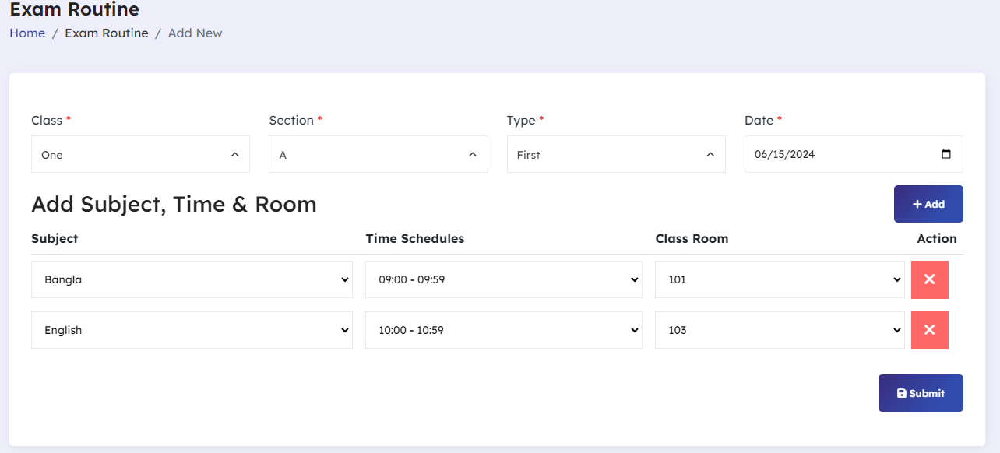 Exam Routine
Home / Exam Routine / Add New
Class * Section * Type * Date *
One A First 06/15/2024
Add Subject, Time & Room + Add
Subject Time Schedules Class Room Action
Bangla 09:00 - 09:59 101
English 10:00 - 10:59 103
Submit